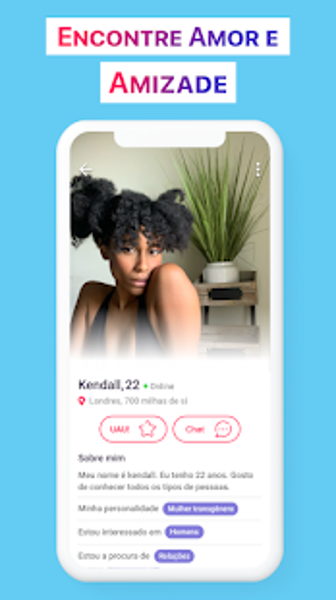 ENCONTRE AMOR E
AMIZADE
Kendall, 22 Online
Londres, 700 milhas de si
UAU!
Chat
Sobre mim
Meu nome é kendall. Eu tenho 22 anos. Gosto
de conhecer todos os tipos de pessoas.
Minha personalidade Mulher transgênero
Estou interessado em Homens
Estou a procura de Relações